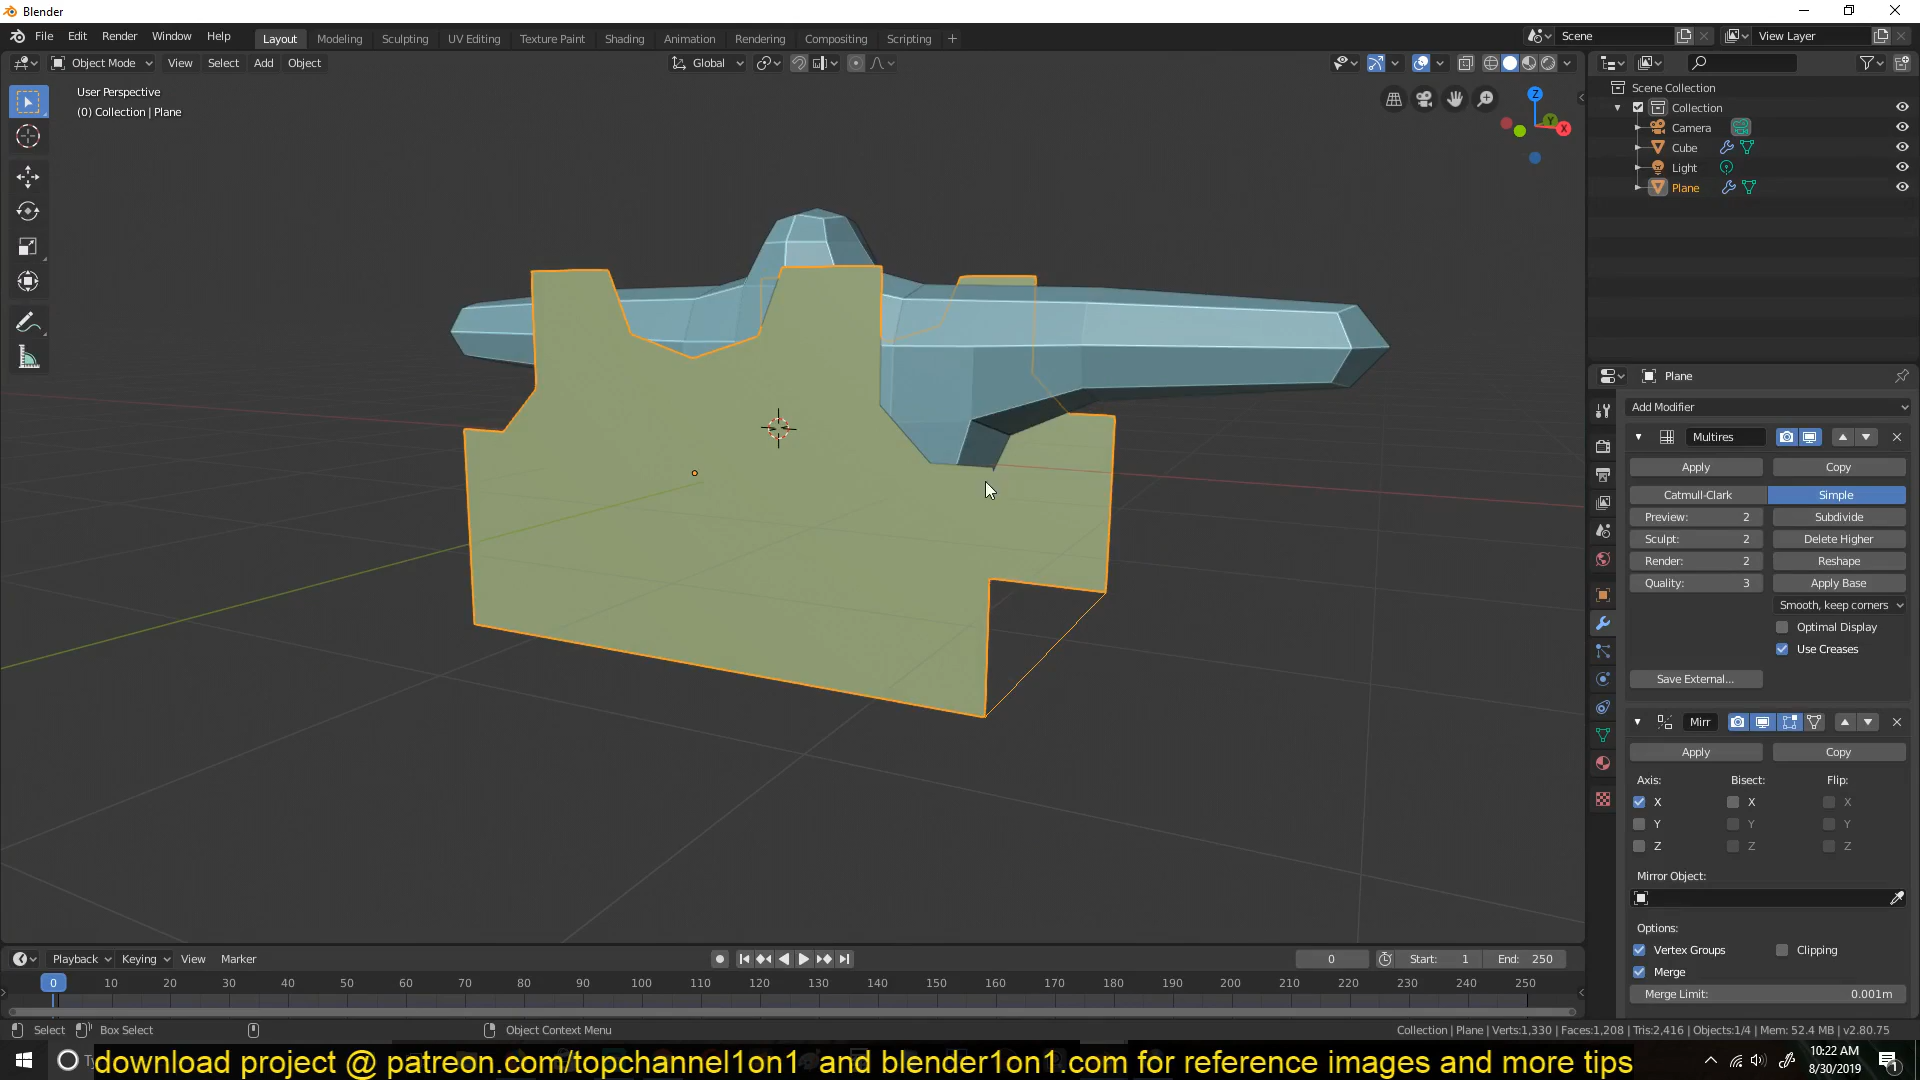 Blender
File Edit Render Window Help
Layout Modeling Sculpting UV Editing Texture Paint Shading Animation Rendering Compositing Scripting +
Scene
View Layer
Object Mode View Select Add Object
Global
User Perspective
(0) Collection | Plane
Z
Y
X
Scene Collection
Collection
Camera
Cube
Light
Plane
Plane
Add Modifier
Multires
Apply Copy
Catmull-Clark Simple
Preview: 2 Subdivide
Sculpt: 2 Delete Higher
Render: 2 Reshape
Quality: 3 Apply Base
Smooth, keep corners
Optimal Display
Use Creases
Save External...
Mirr
Apply Copy
Axis: Bisect: Flip:
X X X
Y Y Y
Z Z Z
Mirror Object:
Options:
Vertex Groups Clipping
Merge
Merge Limit: 0.001m
Playback Keying View Marker
0 Start: 1 End: 250
0 10 20 30 40 50 60 70 80 90 100 110 120 130 140 150 160 170 180 190 200 210 220 230 240 250
Select Box Select Object Context Menu
Collection | Plane | Verts:1,330 | Faces:1,208 | Tris:2,416 | Objects:1/4 | Mem: 52.4 MB | v2.80.75
download project @ patreon.com/topchannel1on1 and blender1on1.com for reference images and more tips
10:22 AM
8/30/2019
1